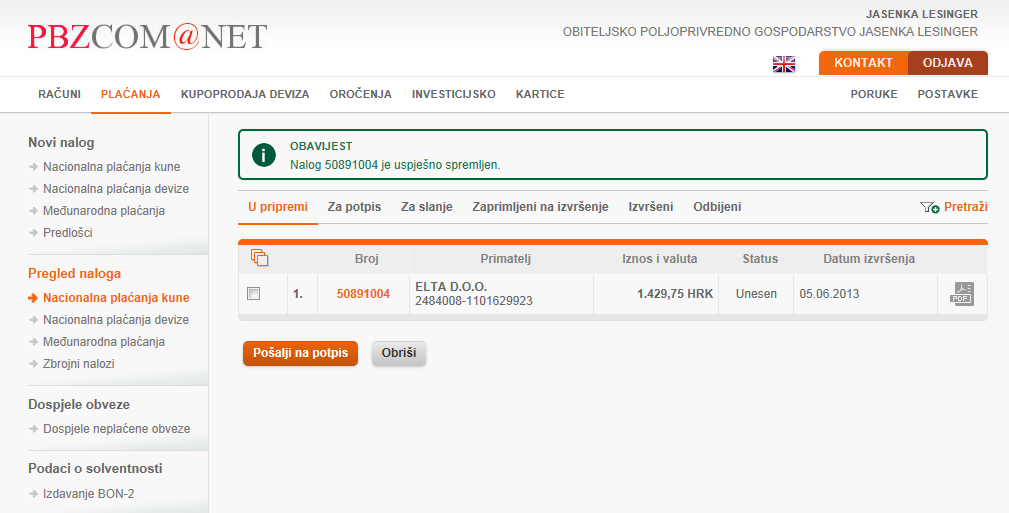 PBZCOM@NET
JASENKA LESINGER
OBITELJSKO POLJOPRIVREDNO GOSPODARSTVO JASENKA LESINGER
KONTAKT ODJAVA
RAČUNI PLAĆANJA KUPOPRODAJA DEVIZA OROČENJA INVESTICIJSKO KARTICE PORUKE POSTAVKE
Novi nalog
Nacionalna plaćanja kune
Nacionalna plaćanja devize
Međunarodna plaćanja
Predlošci
Pregled naloga
Nacionalna plaćanja kune
Nacionalna plaćanja devize
Međunarodna plaćanja
Zbrojni nalozi
Dospjele obveze
Dospjele neplaćene obveze
Podaci o solventnosti
Izdavanje BON-2
OBAVIJEST
Nalog 50891004 je uspješno spremljen.
U pripremi Za potpis Za slanje Zaprimljeni na izvršenje Izvršeni Odbijeni Pretraži
Broj Primatelj Iznos i valuta Status Datum izvršenja
1. 50891004 ELTA D.O.O. 1.429,75 HRK Unesen 05.06.2013 PDF
2484008-1101629923
Pošalji na potpis Obriši